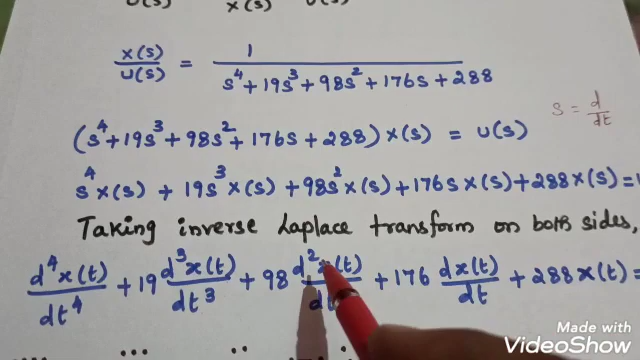 U(s) X(s) U(s)
X(s)/U(s) = 1/(s⁴+19s³+98s²+176s+288)
s = d/dt
(s⁴+19s³+98s²+176s+288) X(s) = U(s)
s⁴X(s) + 19s³X(s) + 98s²X(s) + 176s X(s) + 288 X(s) =
Taking inverse Laplace transform on both sides,
d⁴x(t)/dt⁴ + 19 d³x(t)/dt³ + 98 d²x(t)/dt + 176 dx(t)/dt + 288 x(t) =
Made with
VideoShow